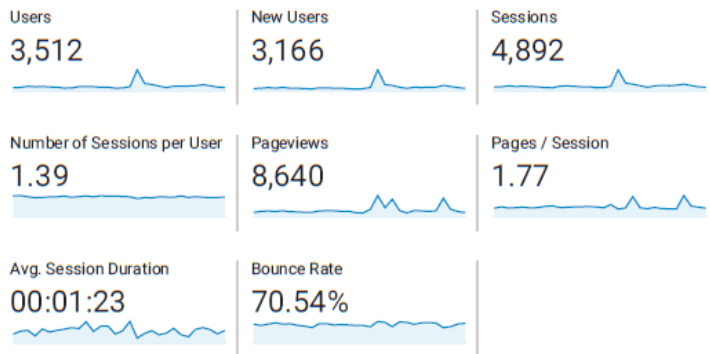 Users
3,512
New Users
3,166
Sessions
4,892
Number of Sessions per User
1.39
Pageviews
8,640
Pages / Session
1.77
Avg. Session Duration
00:01:23
Bounce Rate
70.54%